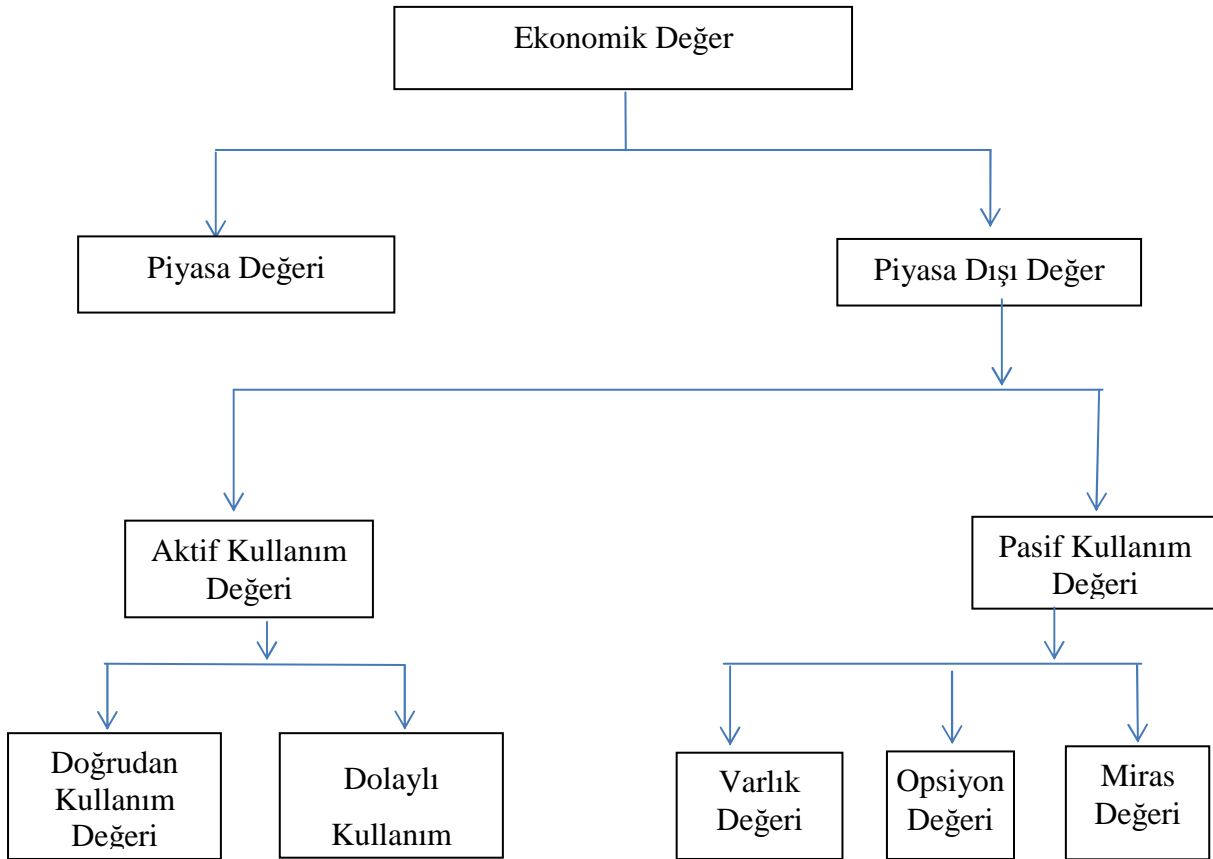 Ekonomik Değer
Piyasa Değeri
Piyasa Dışı Değer
Aktif Kullanım
Değeri
Pasif Kullanım
Değeri
Doğrudan
Kullanım
Değeri
Dolaylı
Kullanım
Varlık
Değeri
Opsiyon
Değeri
Miras
Değeri